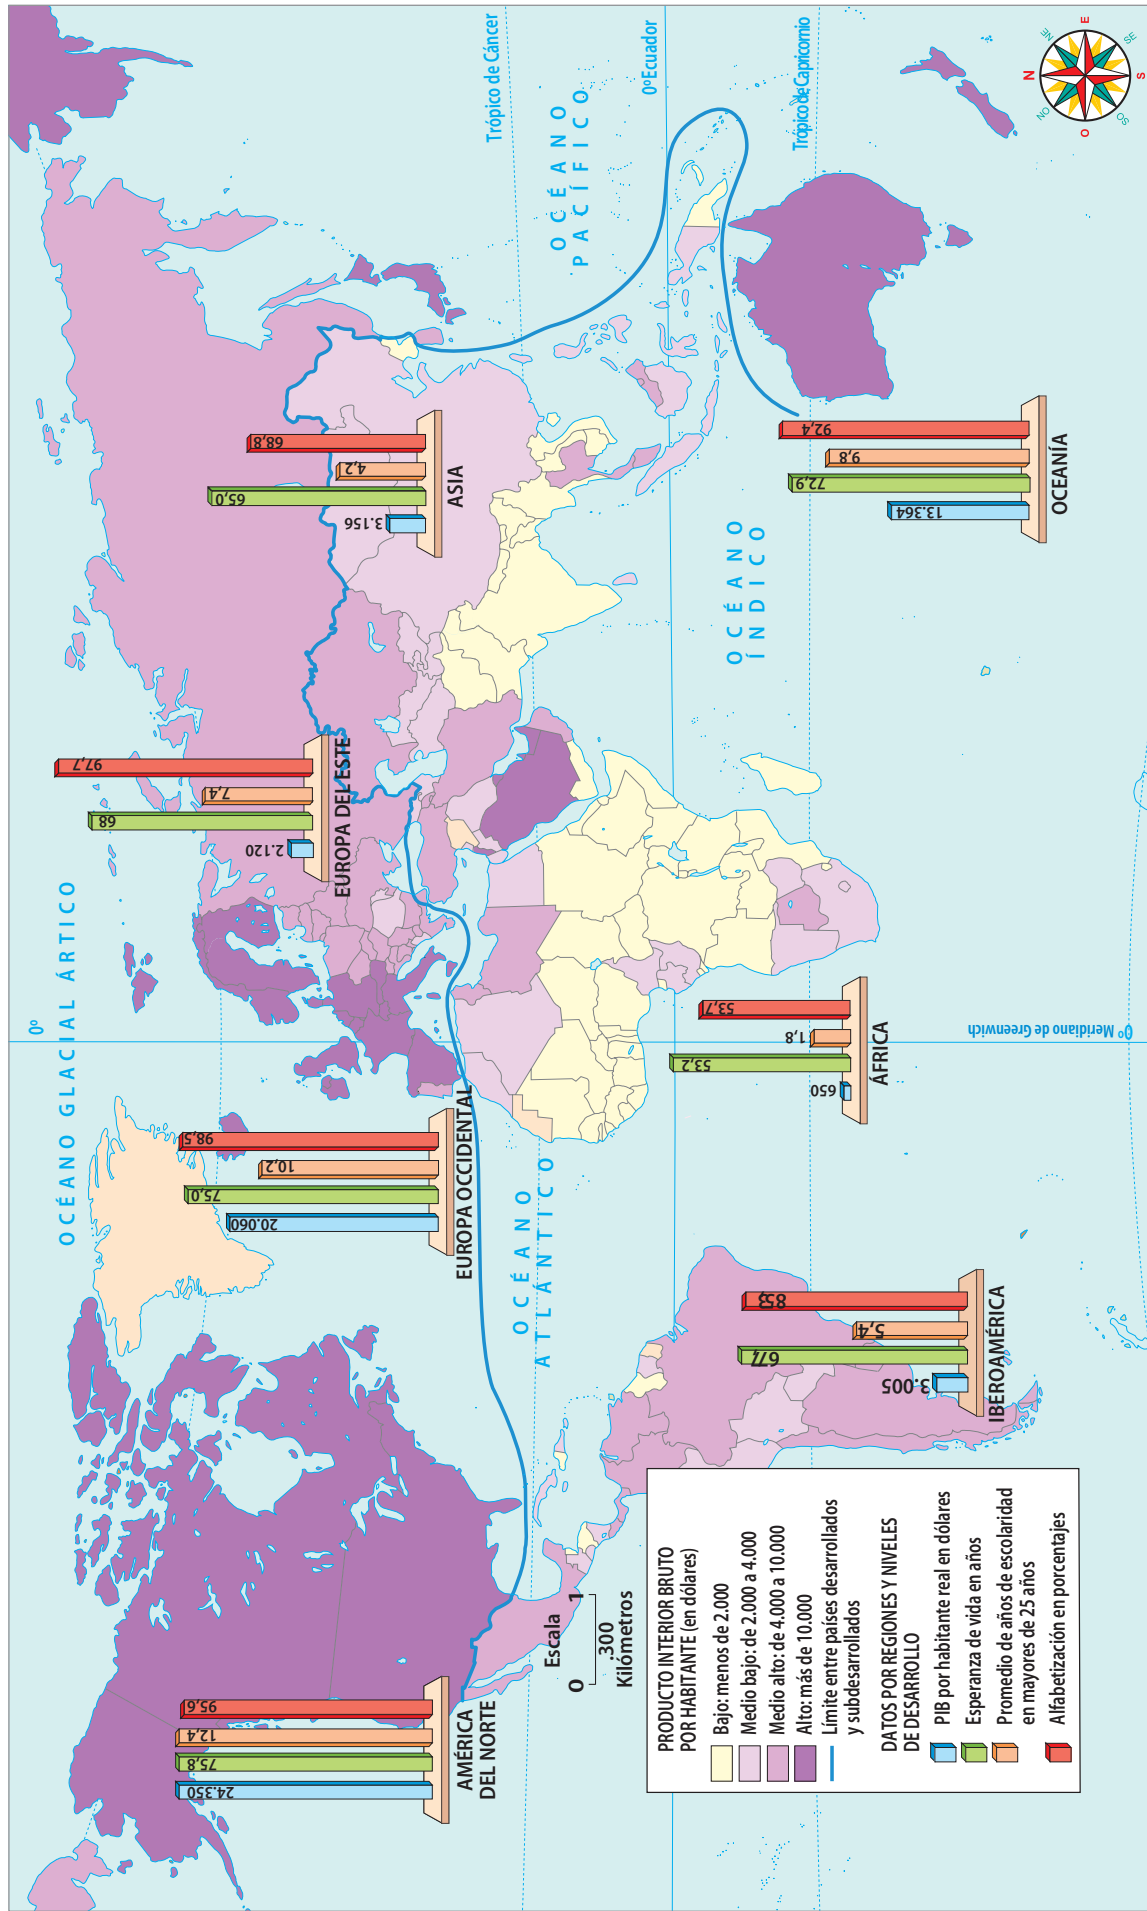 OCÉANO GLACIAL ÁRTICO
0º
Trópico de Cáncer
0º Ecuador
Trópico de Capricornio
0º Meridiano de Greenwich
0º
OCÉANO
PACÍFICO
OCÉANO
ATLÁNTICO
OCÉANO
ÍNDICO
N
NE
E
SE
S
SO
O
NO
24.350
75,8
12,4
95,6
AMÉRICA
DEL NORTE
20.060
75,0
10,2
98,5
EUROPA OCCIDENTAL
2.120
68
7,4
97,7
EUROPA DEL ESTE
3.156
65,0
4,2
68,8
ASIA
650
53,2
1,8
53,7
ÁFRICA
3.005
5,4
IBEROAMÉRICA
13.364
72,9
9,8
92,4
OCEANÍA
Escala
0 1
.300
Kilómetros
PRODUCTO INTERIOR BRUTO
POR HABITANTE (en dólares)
Bajo: menos de 2.000
Medio bajo: de 2.000 a 4.000
Medio alto: de 4.000 a 10.000
Alto: más de 10.000
Límite entre países desarrollados
y subdesarrollados
DATOS POR REGIONES Y NIVELES
DE DESARROLLO
PIB por habitante real en dólares
Esperanza de vida en años
Promedio de años de escolaridad
en mayores de 25 años
Alfabetización en porcentajes